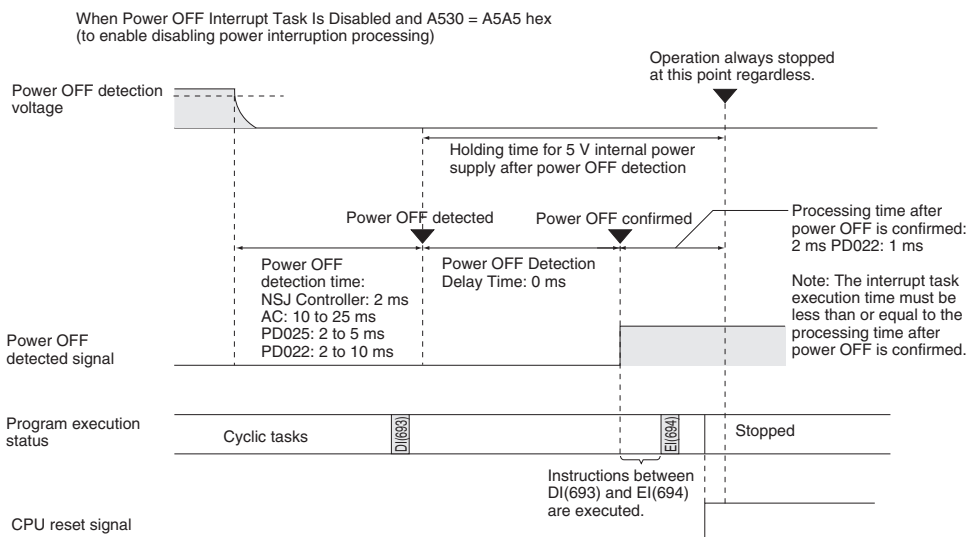 When Power OFF Interrupt Task Is Disabled and A530 = A5A5 hex
(to enable disabling power interruption processing)
Operation always stopped
at this point regardless.
Power OFF detection
voltage
Holding time for 5 V internal power
supply after power OFF detection
Power OFF detected
Power OFF confirmed
Processing time after
power OFF is confirmed:
2 ms PD022: 1 ms
Power OFF
detection time:
NSJ Controller: 2 ms
AC: 10 to 25 ms
PD025: 2 to 5 ms
PD022: 2 to 10 ms
Power OFF Detection
Delay Time: 0 ms
Note: The interrupt task
execution time must be
less than or equal to the
processing time after
power OFF is confirmed.
Power OFF
detected signal
Program execution
status
Cyclic tasks
DI(693)
EI(694)
Stopped
Instructions between
DI(693) and EI(694)
are executed.
CPU reset signal